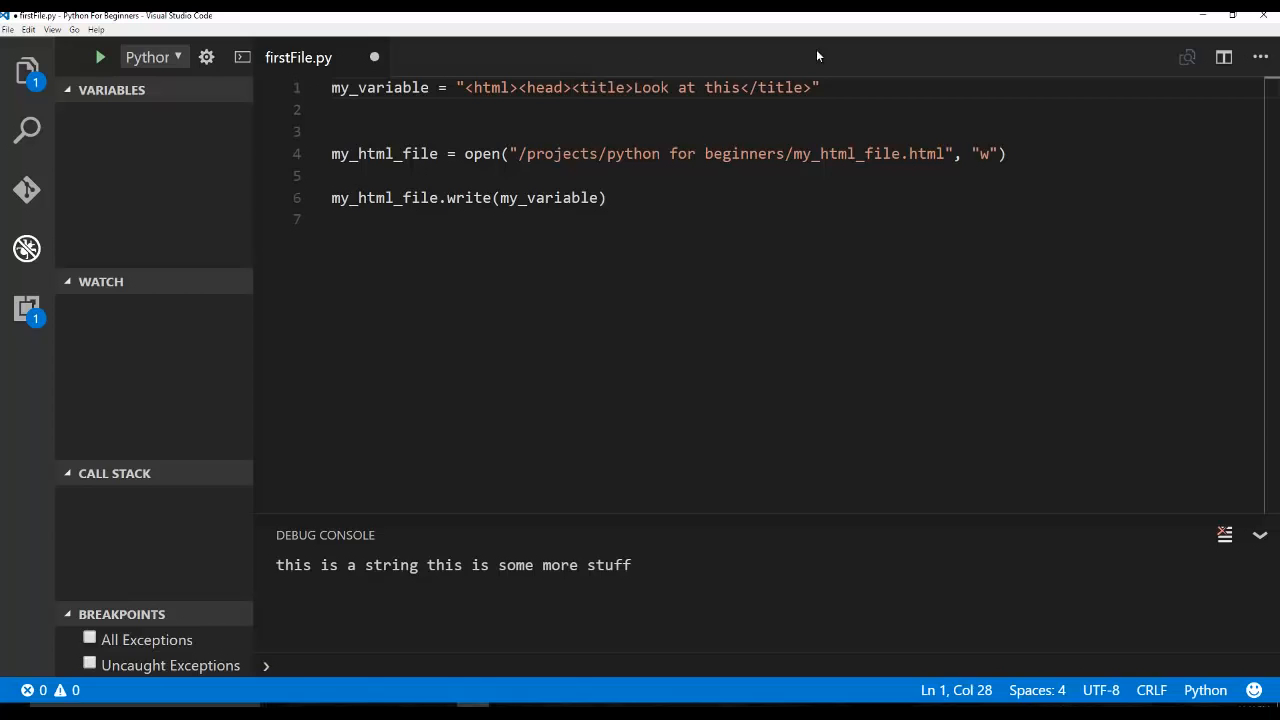 ● firstFile.py - Python For Beginners - Visual Studio Code
File Edit View Go Help
Python
firstFile.py
1
VARIABLES
WATCH
CALL STACK
BREAKPOINTS
All Exceptions
Uncaught Exceptions
1
1 my_variable = "<html><head><title>Look at this</title>"
2
3
4 my_html_file = open("/projects/python for beginners/my_html_file.html", "w")
5
6 my_html_file.write(my_variable)
7
DEBUG CONSOLE
this is a string this is some more stuff
0 0
Ln 1, Col 28 Spaces: 4 UTF-8 CRLF Python